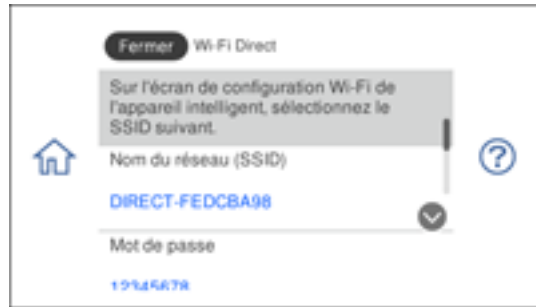 Fermer Wi-Fi Direct
Sur l'écran de configuration Wi-Fi de
l'appareil intelligent, sélectionnez le
SSID suivant.
Nom du réseau (SSID)
DIRECT-FEDCBA98
Mot de passe
12345678